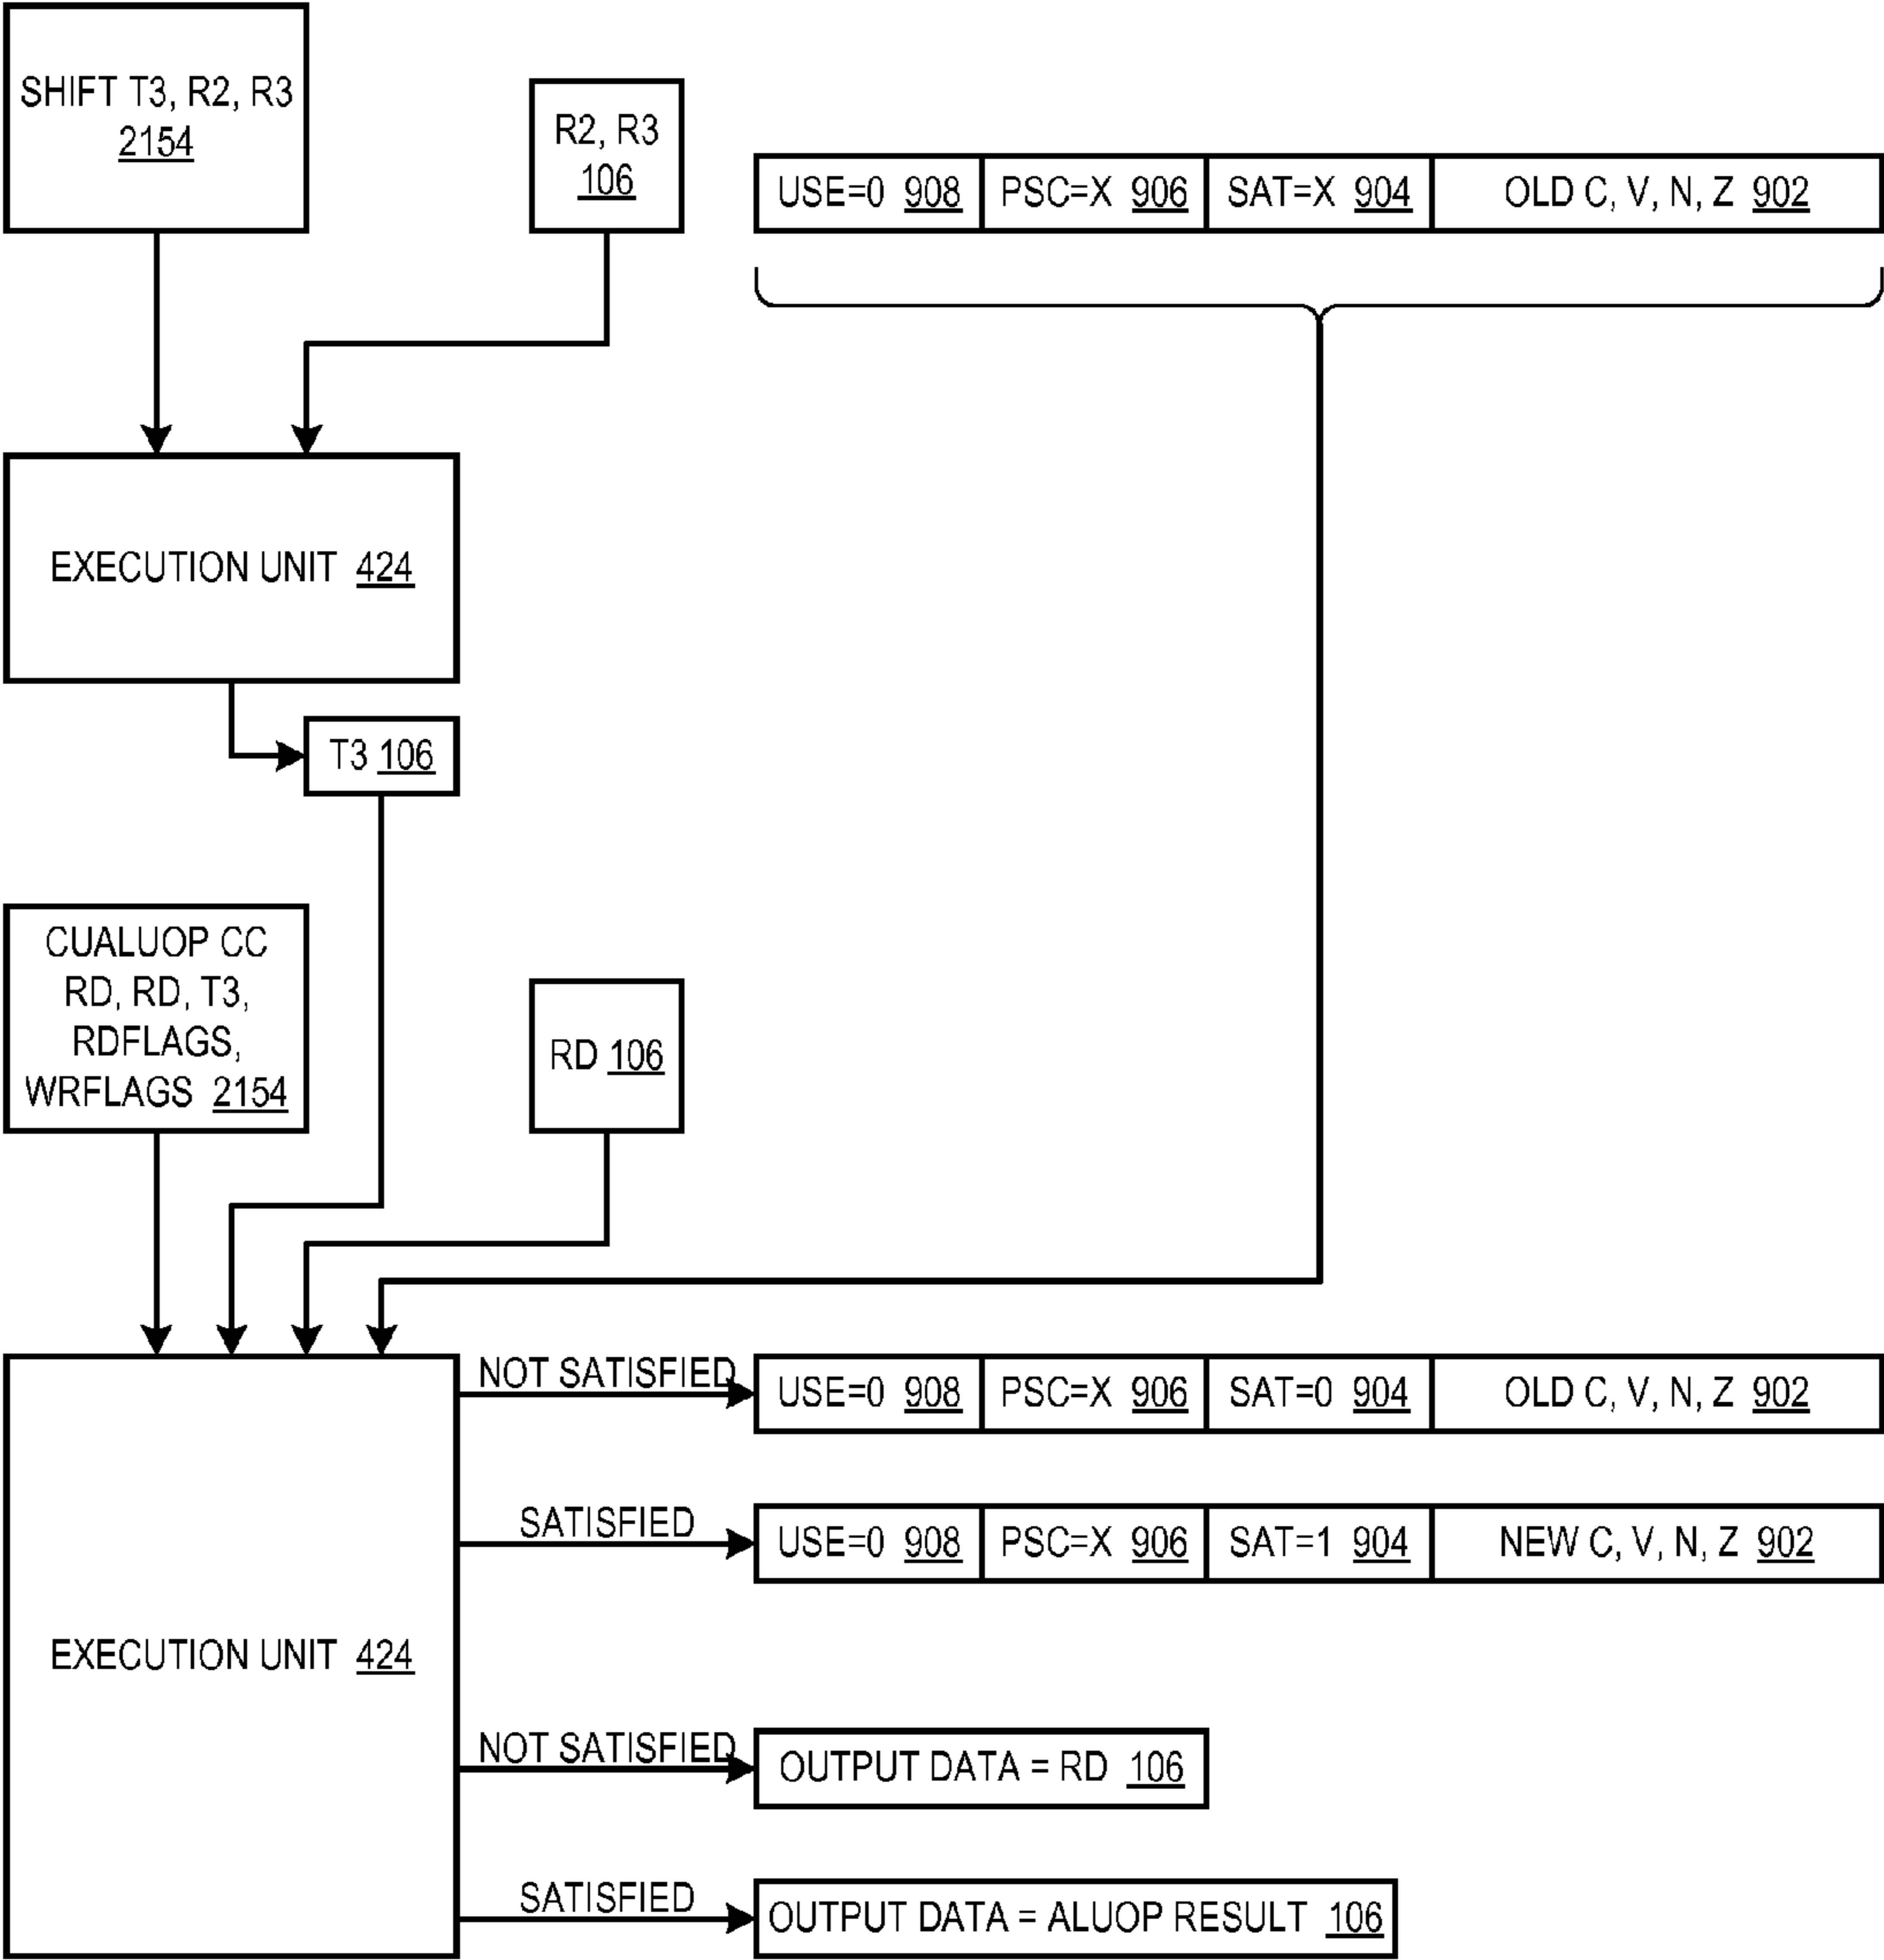 SHIFT T3, R2, R3
2154
R2, R3
106
USE=0 908 PSC=X 906 SAT=X 904 OLD C, V, N, Z 902
EXECUTION UNIT 424
T3 106
CUALUOP CC
RD, RD, T3,
RDFLAGS,
WRFLAGS 2154
RD 106
NOT SATISFIED
USE=0 908 PSC=X 906 SAT=0 904 OLD C, V, N, Z 902
SATISFIED
USE=0 908 PSC=X 906 SAT=1 904 NEW C, V, N, Z 902
EXECUTION UNIT 424
NOT SATISFIED
OUTPUT DATA = RD 106
SATISFIED
OUTPUT DATA = ALUOP RESULT 106